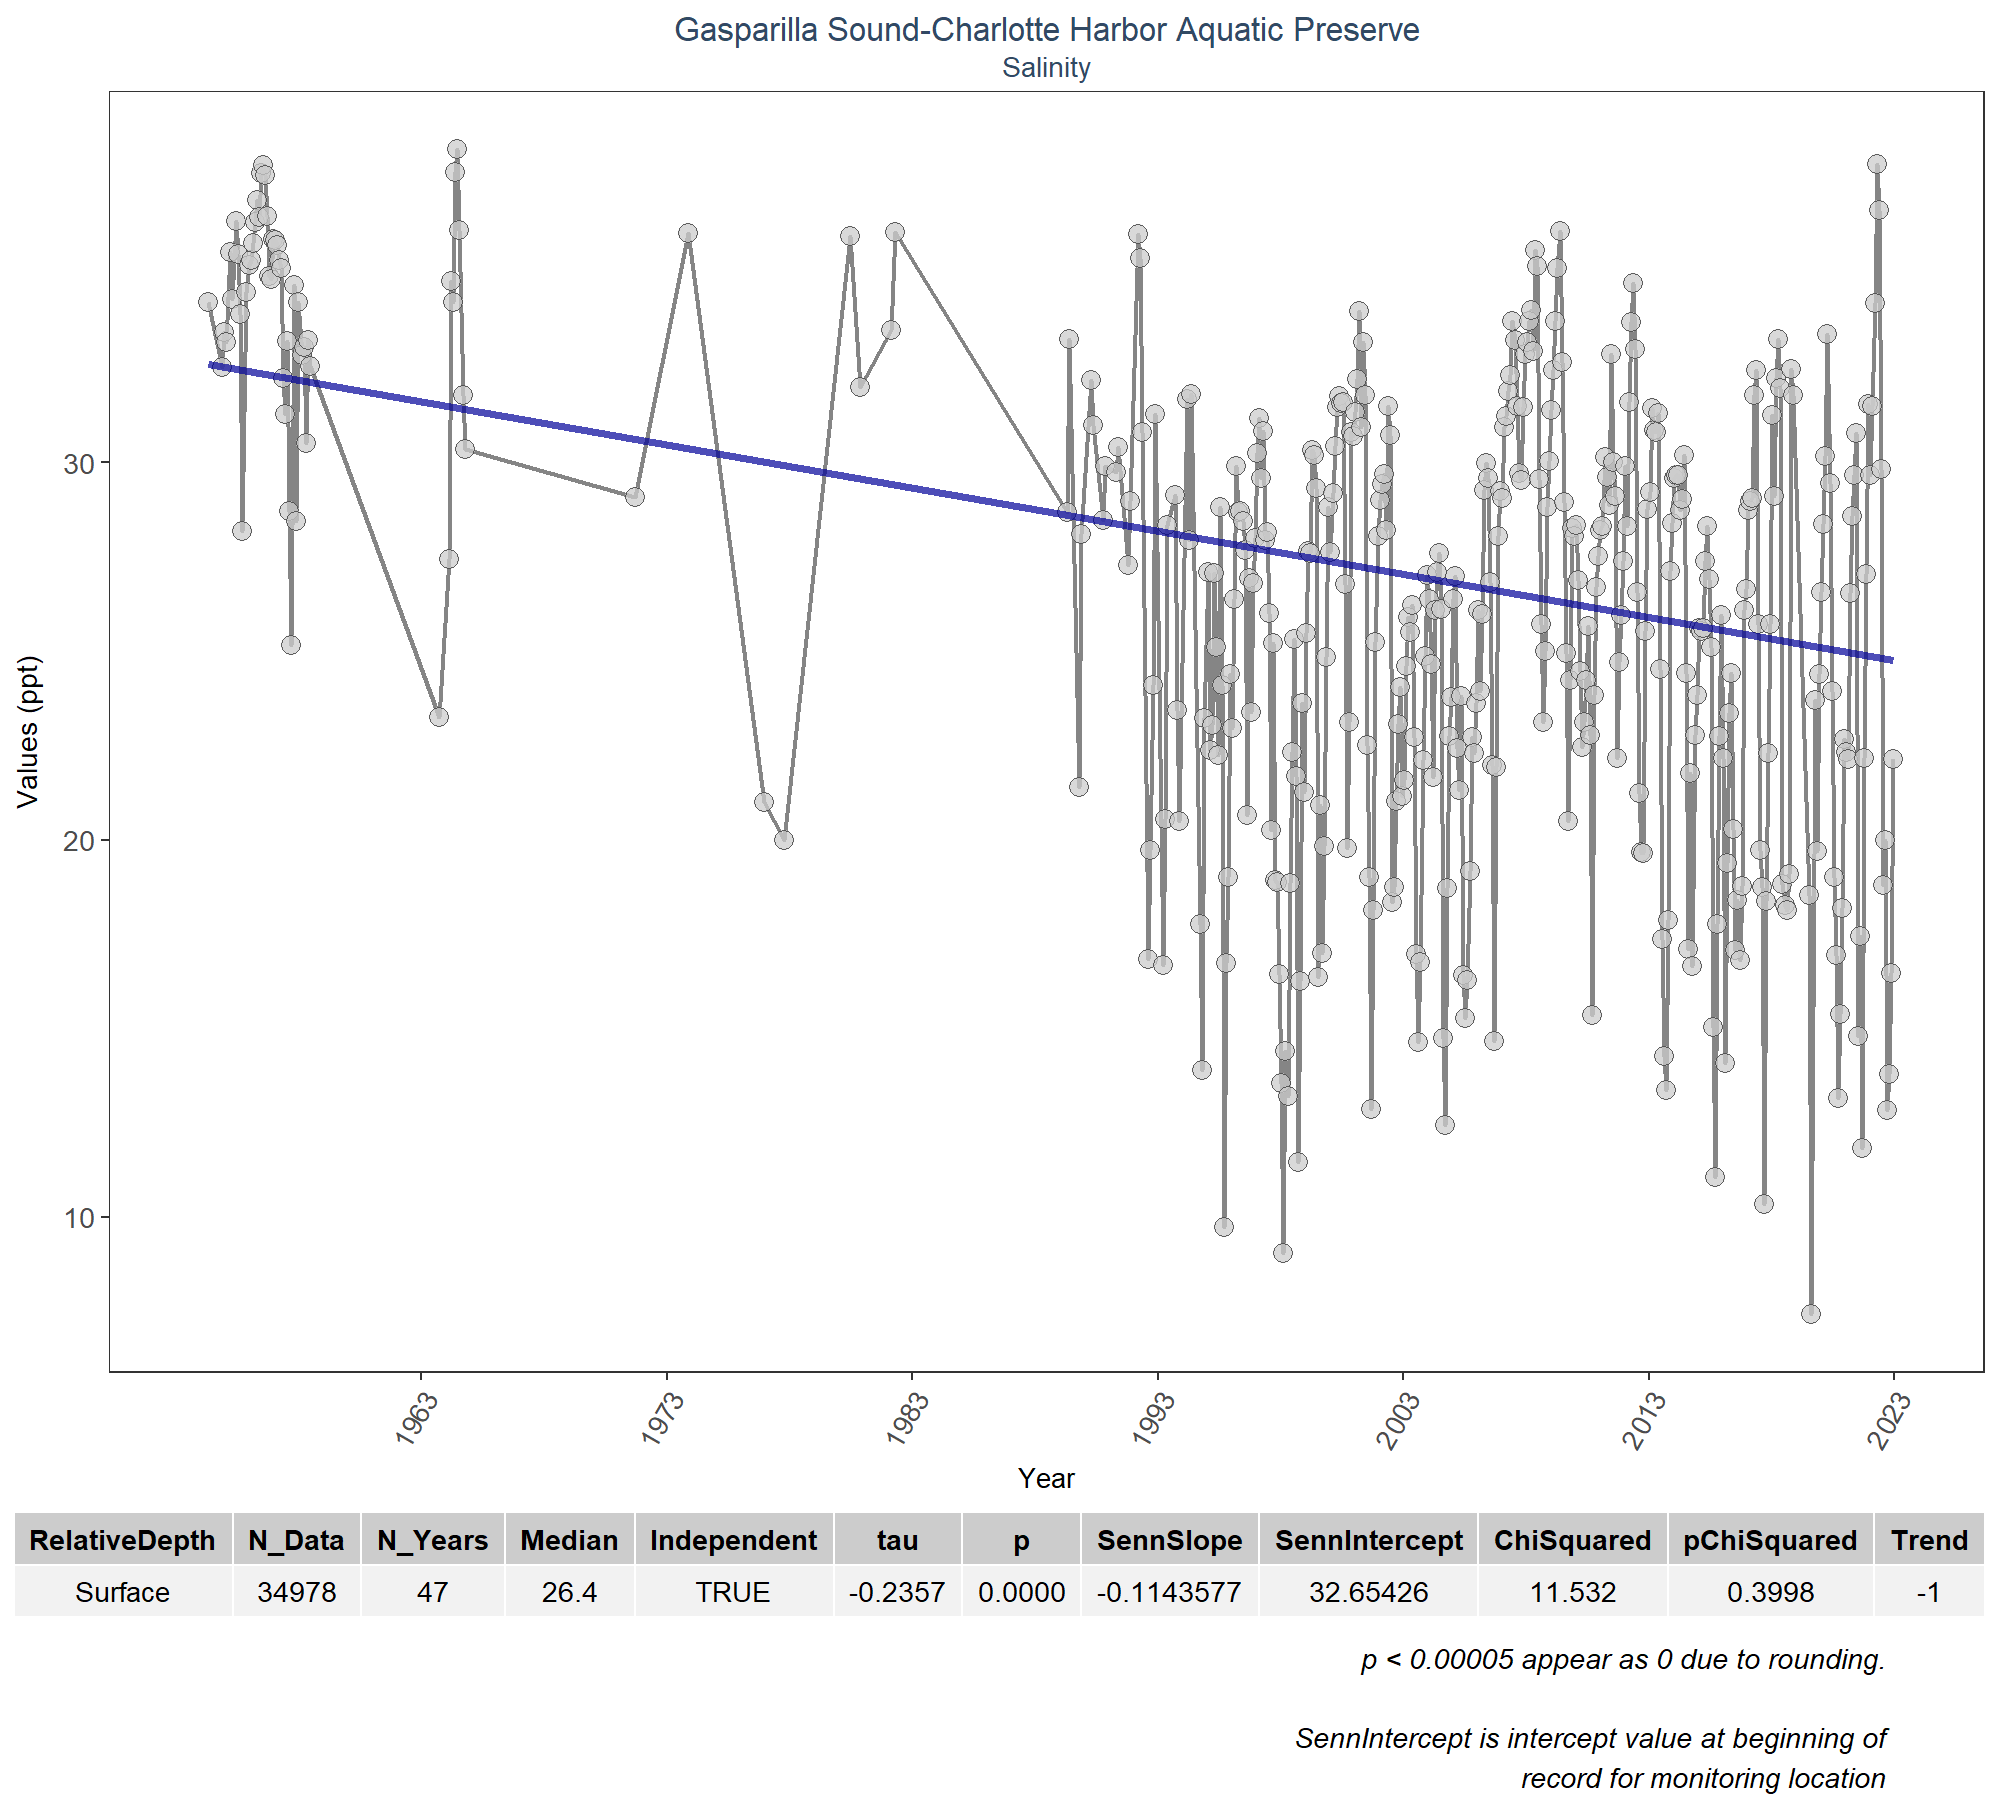 Gasparilla Sound-Charlotte Harbor Aquatic Preserve
Salinity
Values (ppt)
30
20
10
1963
1973
1983
1993
2003
2013
2023
Year
RelativeDepth N_Data N_Years Median Independent tau p SennSlope SennIntercept ChiSquared pChiSquared Trend
Surface 34978 47 26.4 TRUE -0.2357 0.0000 -0.1143577 32.65426 11.532 0.3998 -1
p < 0.00005 appear as 0 due to rounding.
SennIntercept is intercept value at beginning of
record for monitoring location